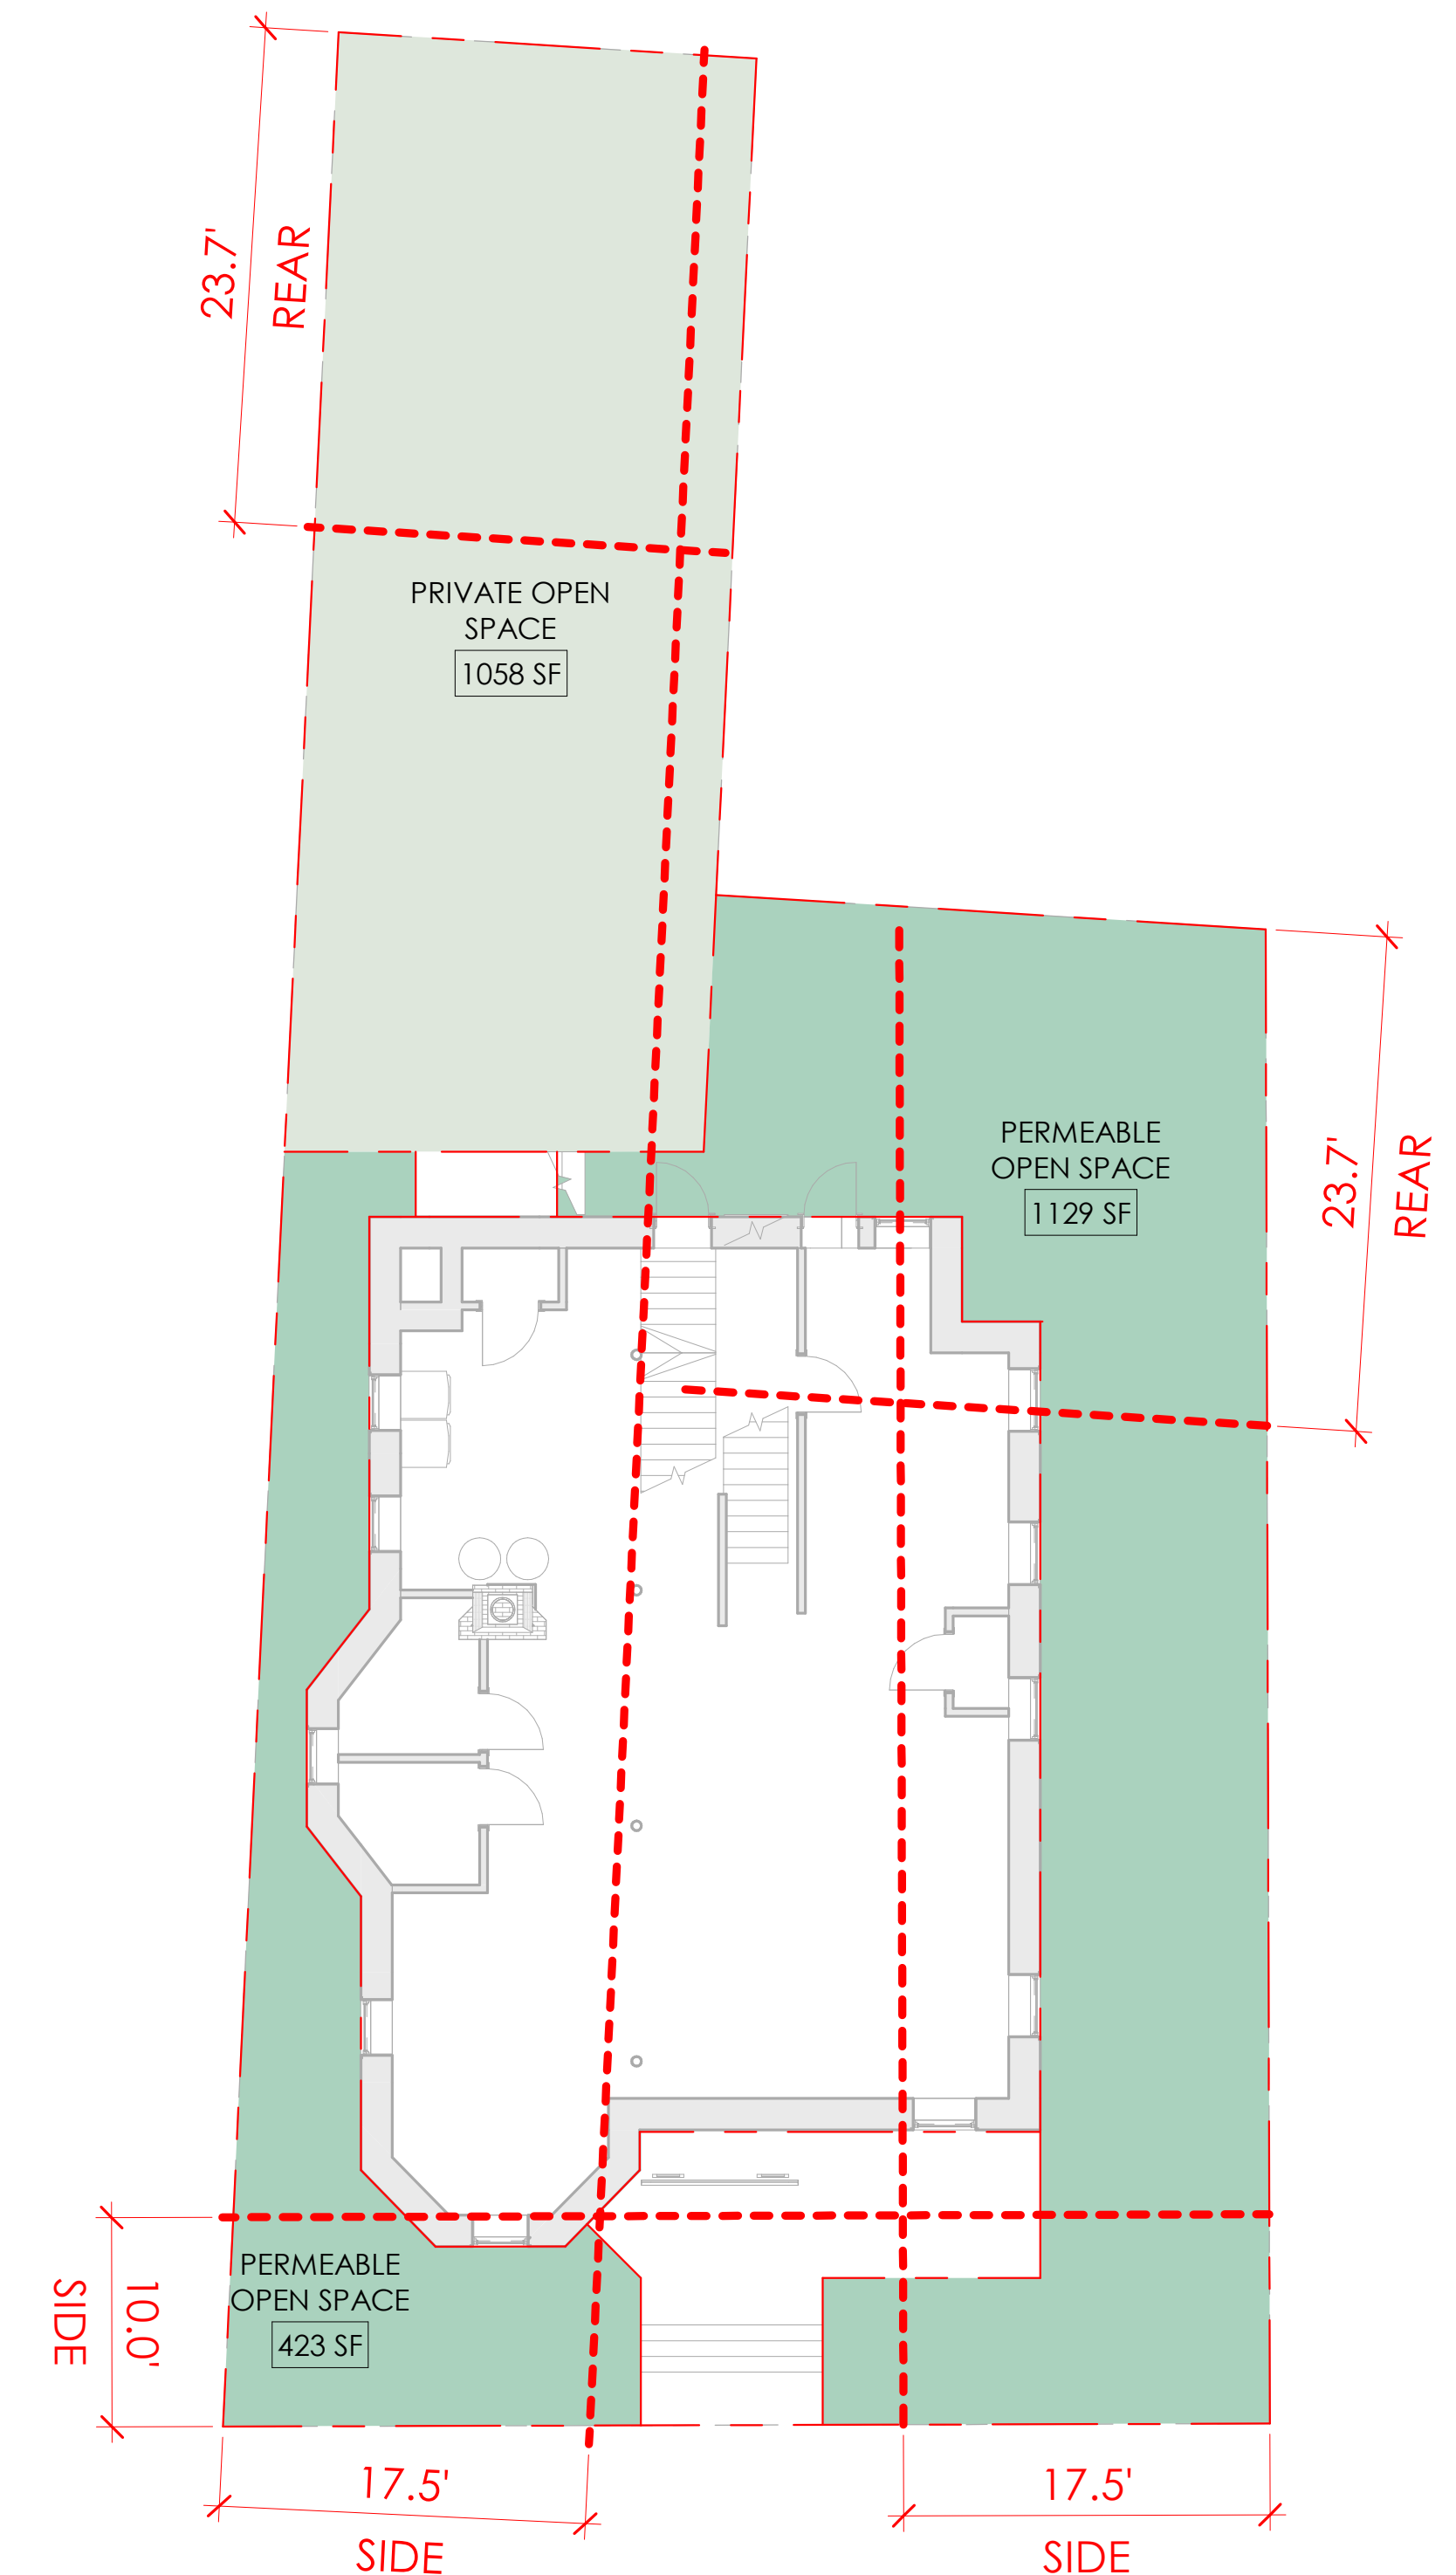 23.7'
REAR
PRIVATE OPEN
SPACE
1058 SF
PERMEABLE
OPEN SPACE
1129 SF
23.7'
REAR
PERMEABLE
OPEN SPACE
423 SF
10.0'
SIDE
17.5'
SIDE
17.5'
SIDE